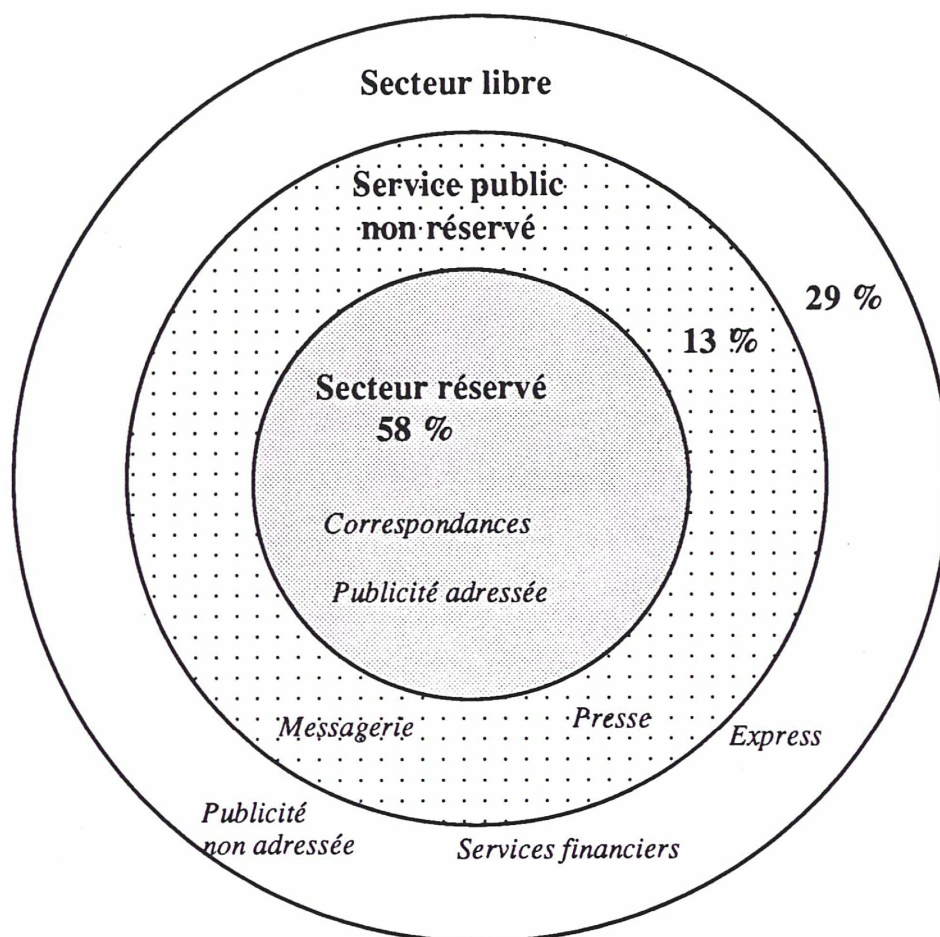 Secteur libre
Service public
non réservé
29 %
13 %
Secteur réservé
58 %
Correspondances
Publicité adressée
Messagerie
Presse
Express
Publicité
non adressée
Services financiers